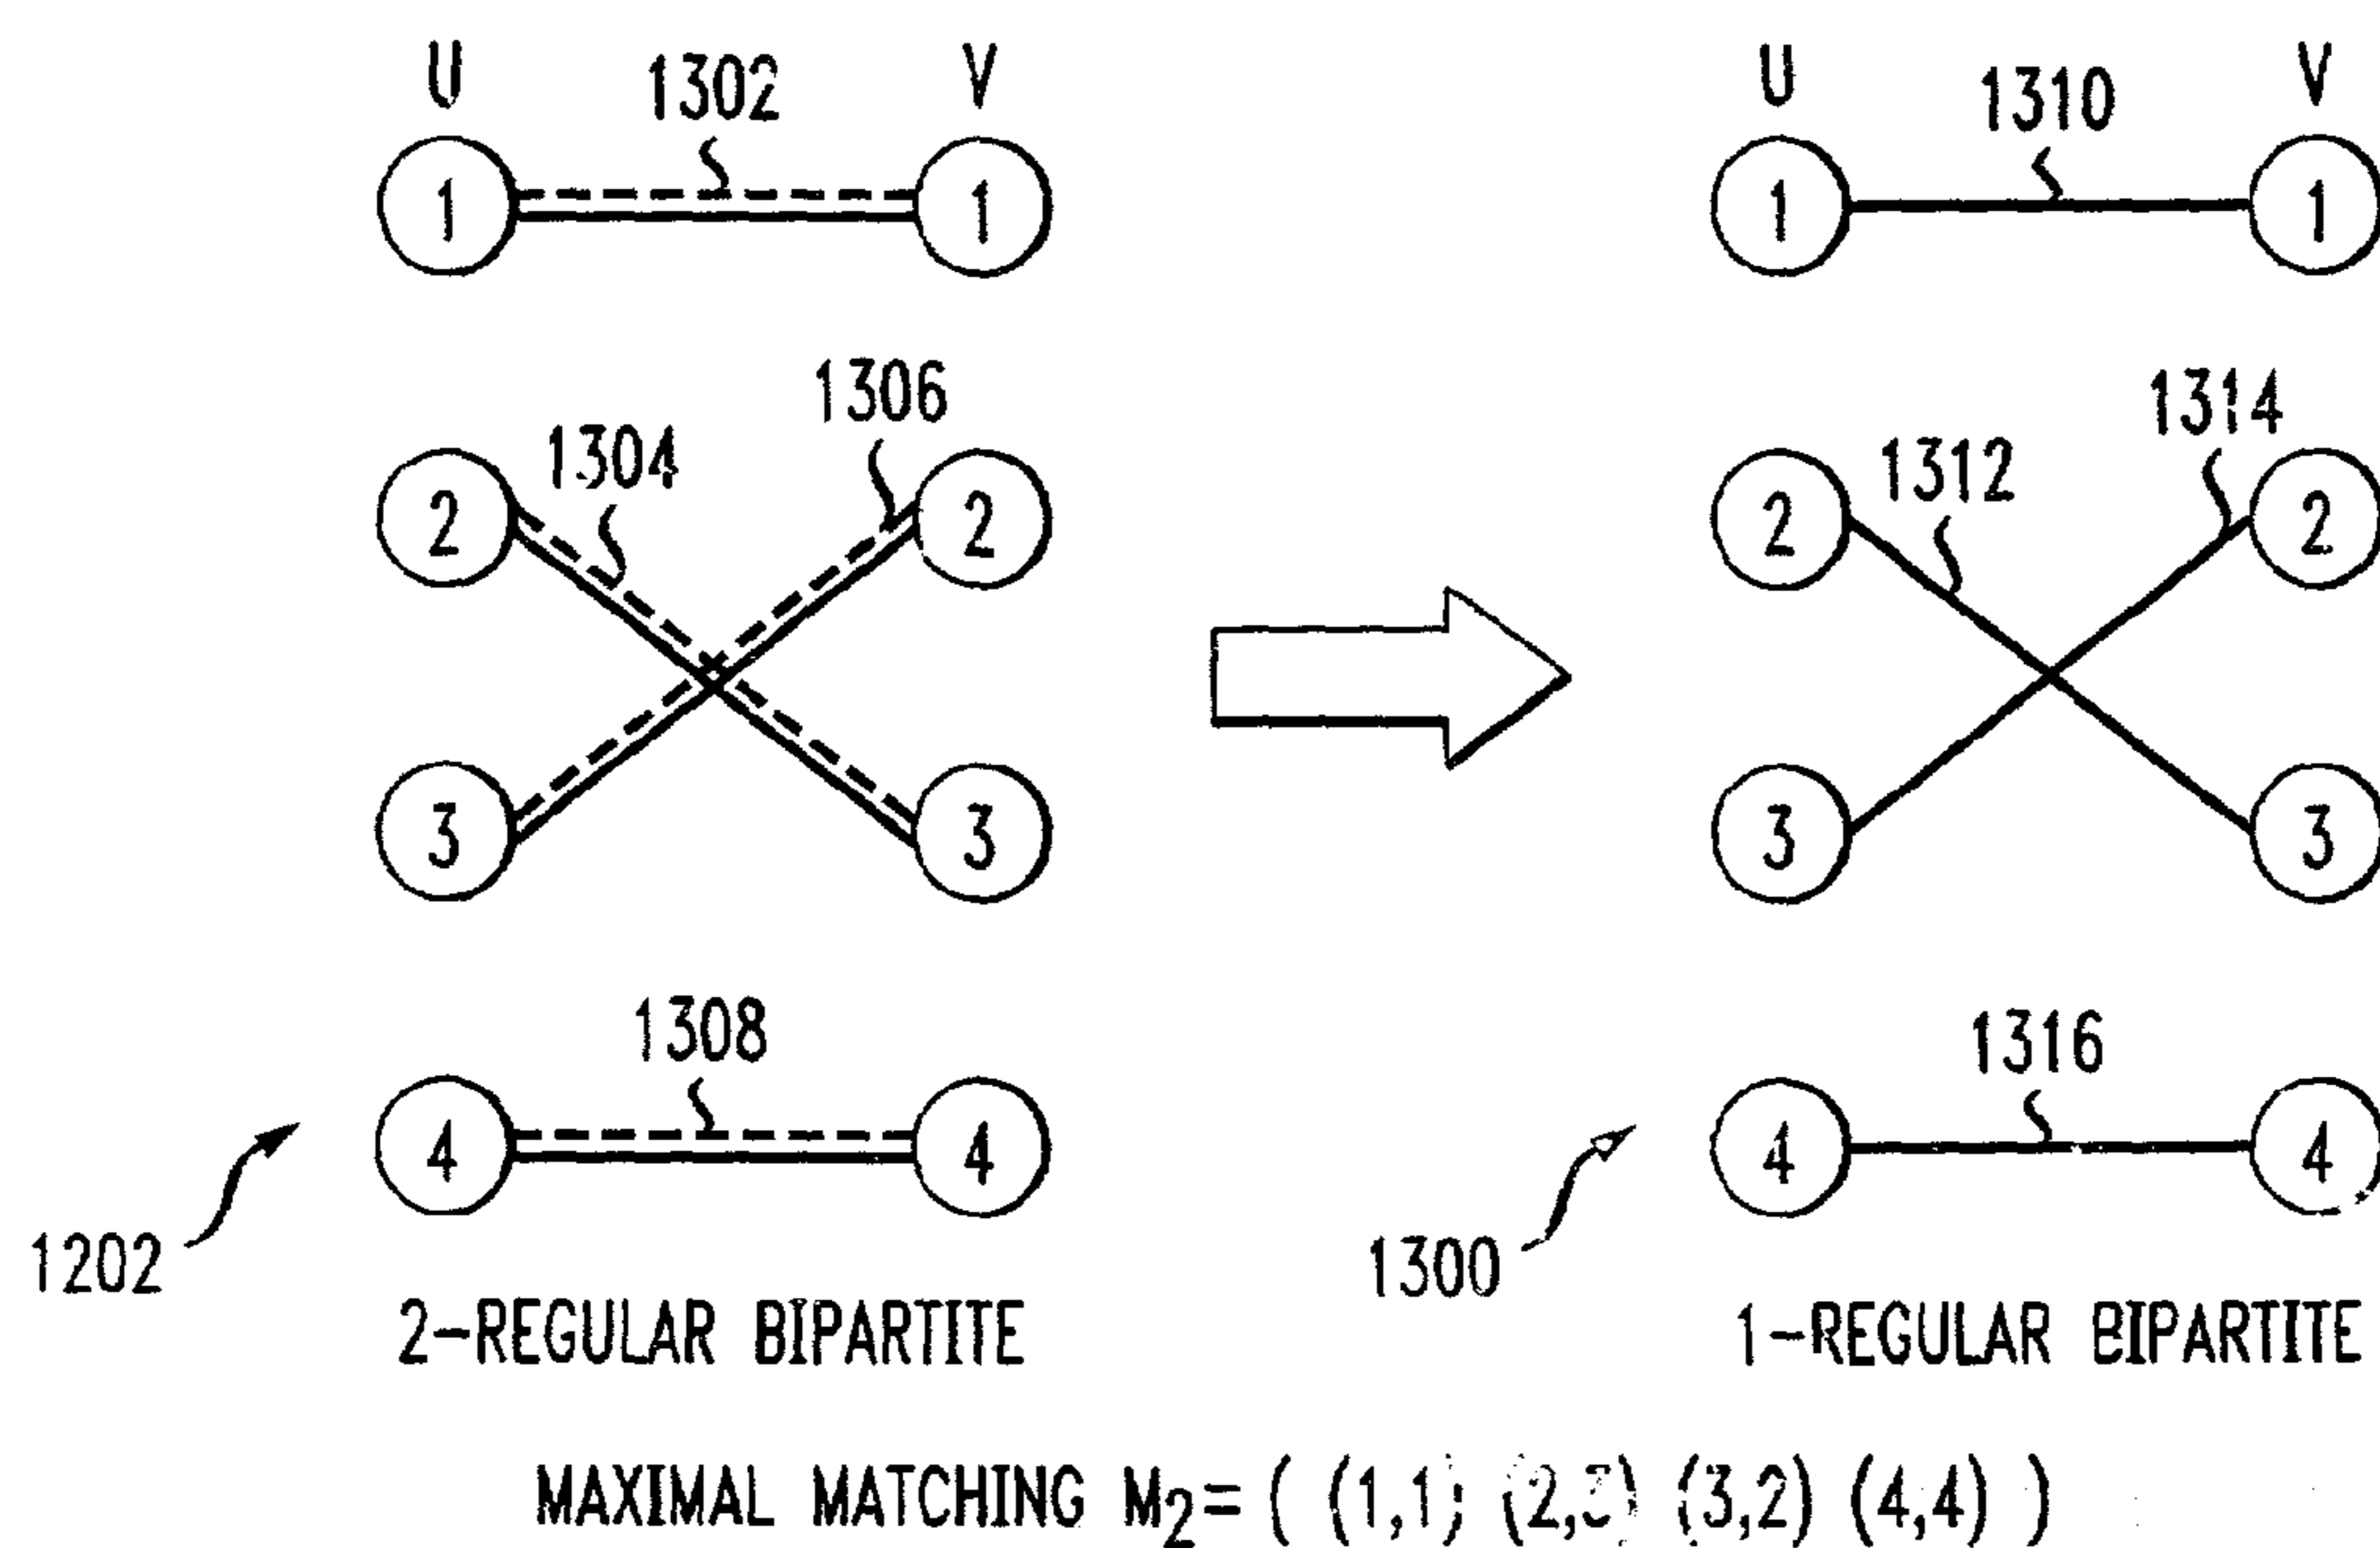 U 1302 V
1 1
1304 1306
2 2
3 3
1308
4 4
1202
2-REGULAR BIPARTITE
U 1310 V
1 1
1312 1314
2 2
3 3
1316
4 4
1300
1-REGULAR BIPARTITE
MAXIMAL MATCHING M2= ( (1,1) (2,3) (3,2) (4,4) )